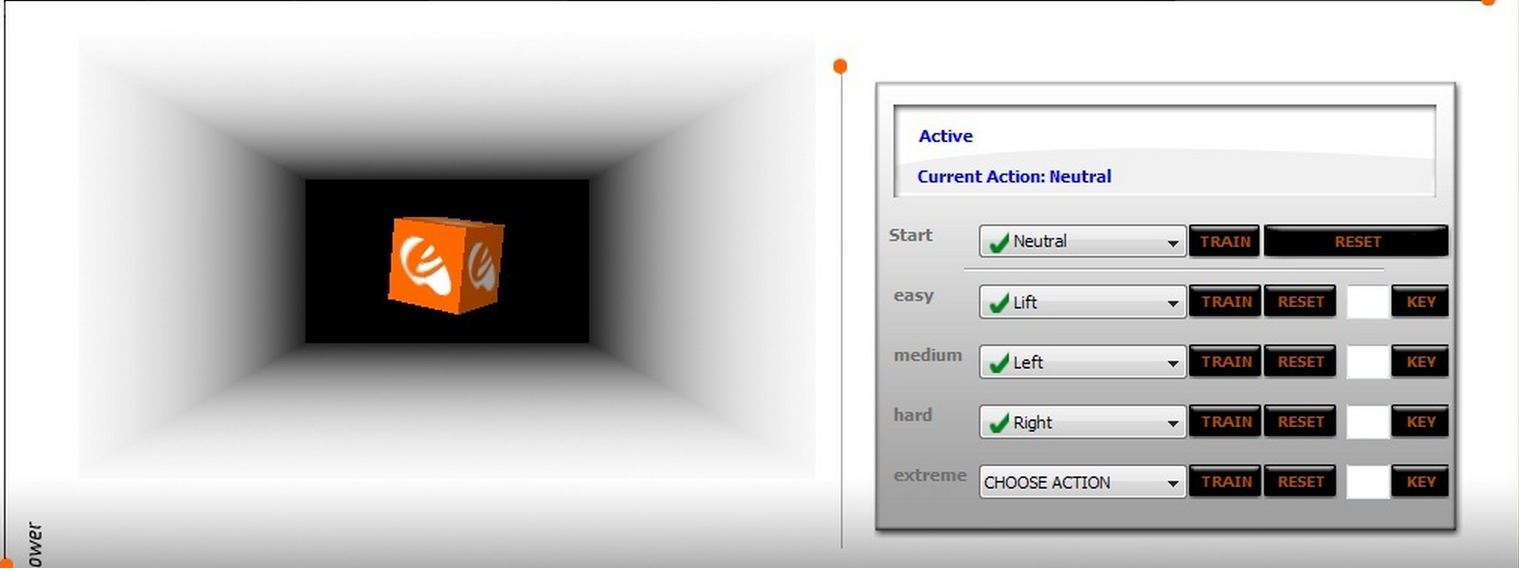 Active
Current Action: Neutral
Start Neutral TRAIN RESET
easy Lift TRAIN RESET KEY
medium Left TRAIN RESET KEY
hard Right TRAIN RESET KEY
extreme CHOOSE ACTION TRAIN RESET KEY
ower